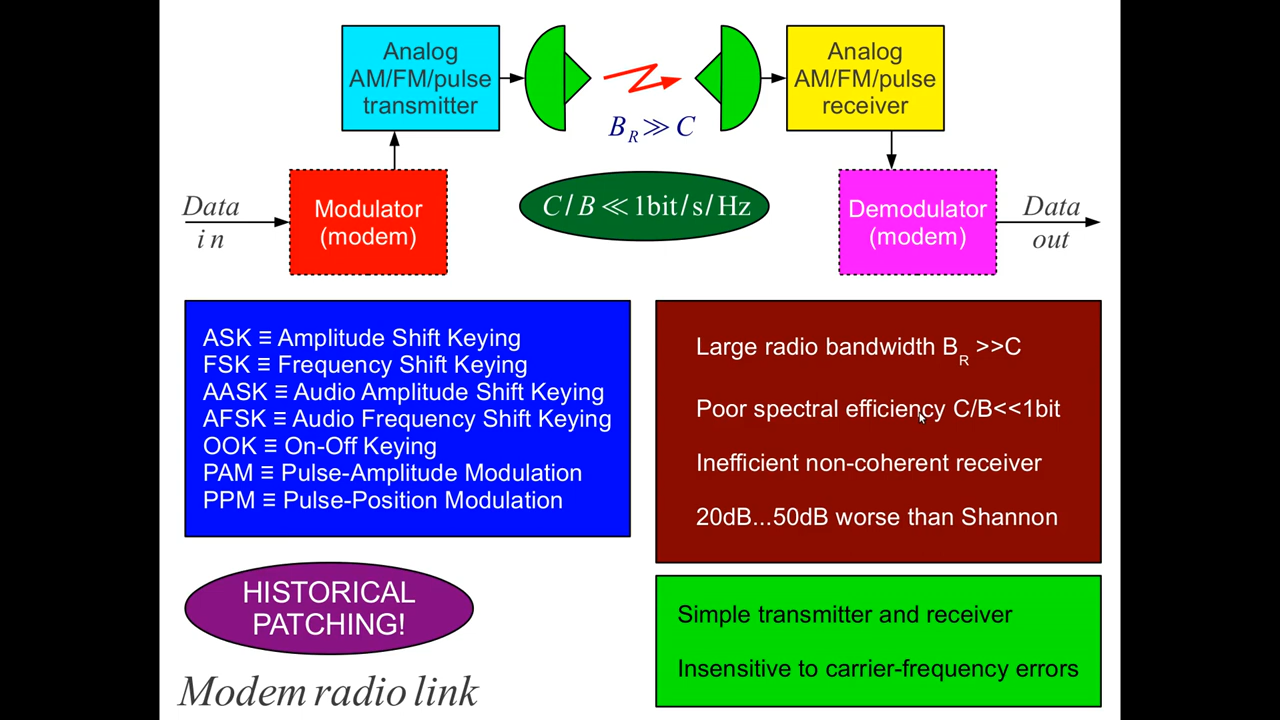 Analog
AM/FM/pulse
transmitter
Analog
AM/FM/pulse
receiver
B_R ≫ C
Data
in
Modulator
(modem)
C/B ≪ 1bit/s/Hz
Demodulator
(modem)
Data
out
ASK ≡ Amplitude Shift Keying
FSK ≡ Frequency Shift Keying
AASK ≡ Audio Amplitude Shift Keying
AFSK ≡ Audio Frequency Shift Keying
OOK ≡ On-Off Keying
PAM ≡ Pulse-Amplitude Modulation
PPM ≡ Pulse-Position Modulation
Large radio bandwidth B_R >>C
Poor spectral efficiency C/B<<1bit
Inefficient non-coherent receiver
20dB...50dB worse than Shannon
HISTORICAL
PATCHING!
Simple transmitter and receiver
Insensitive to carrier-frequency errors
Modem radio link